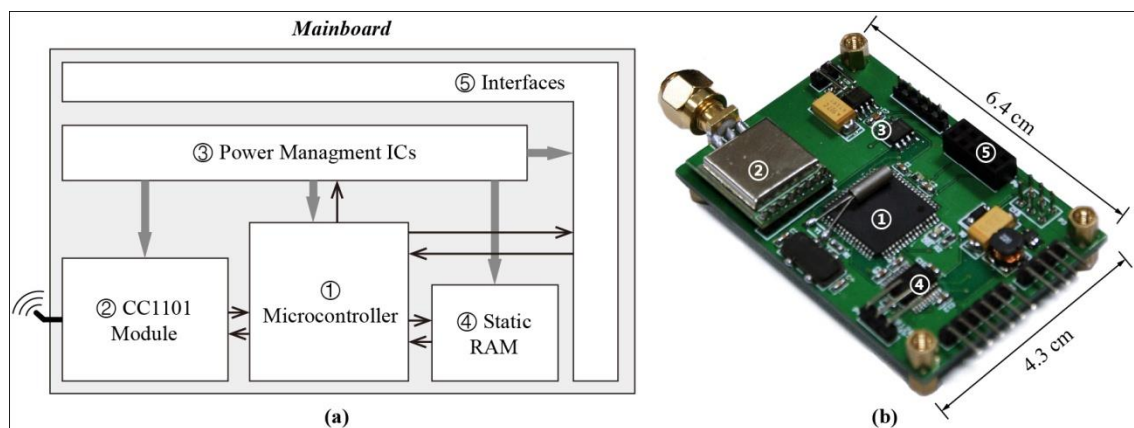 Mainboard
⑤ Interfaces
③ Power Managment ICs
② CC1101
Module
①
Microcontroller
④ Static
RAM
(a)
6.4 cm
③
⑤
②
①
④
4.3 cm
(b)